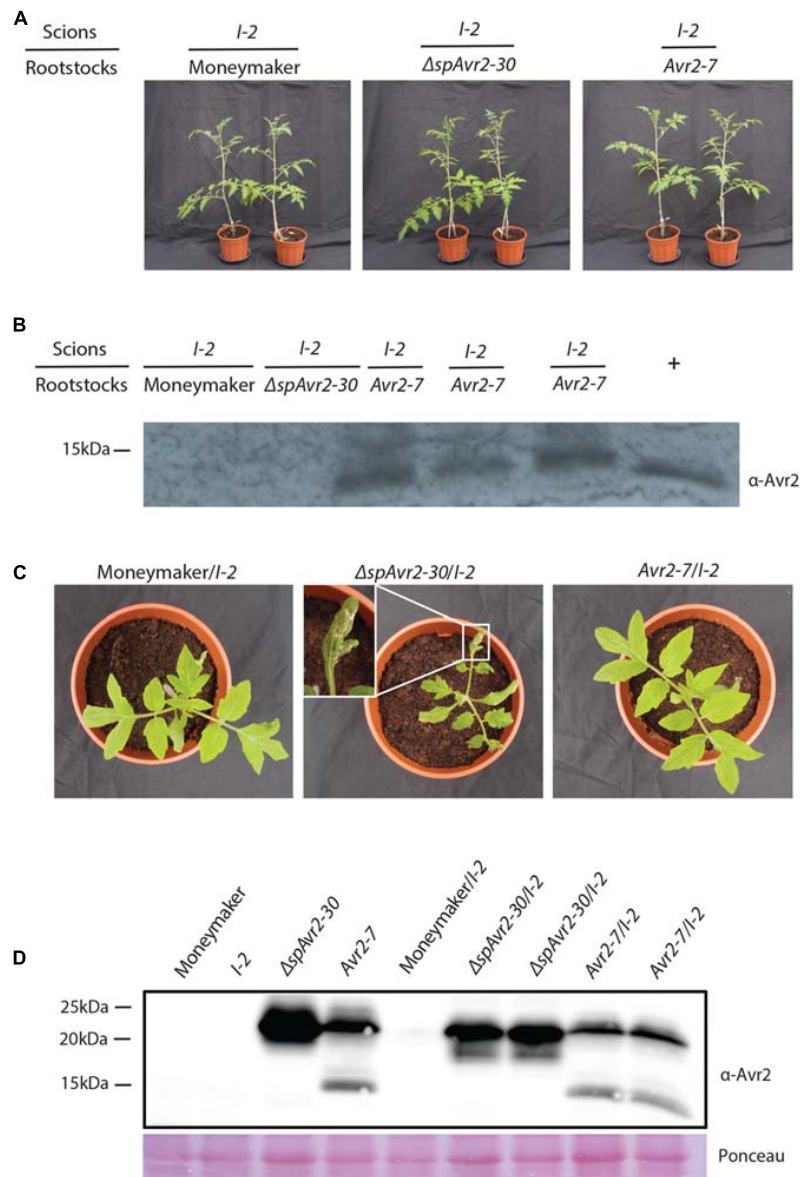 A
Scions I-2 I-2 I-2
Rootstocks Moneymaker ΔspAvr2-30 Avr2-7
B
Scions I-2 I-2 I-2 I-2 I-2 +
Rootstocks Moneymaker ΔspAvr2-30 Avr2-7 Avr2-7 Avr2-7
15kDa
α-Avr2
C
Moneymaker/I-2 ΔspAvr2-30/I-2 Avr2-7/I-2
D
Moneymaker I-2 ΔspAvr2-30 Avr2-7 Moneymaker/I-2 ΔspAvr2-30/I-2 ΔspAvr2-30/I-2 Avr2-7/I-2 Avr2-7/I-2
25kDa
20kDa
15kDa
α-Avr2
Ponceau